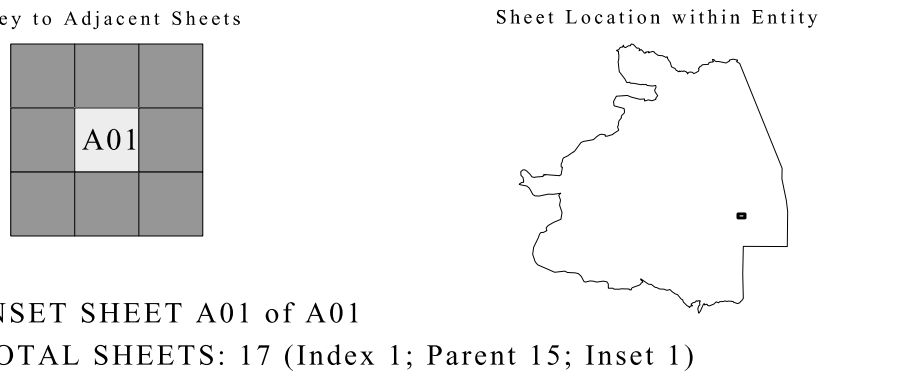 ey to Adjacent Sheets
Sheet Location within Entity
A01
NSET SHEET A01 of A01
OTAL SHEETS: 17 (Index 1; Parent 15; Inset 1)